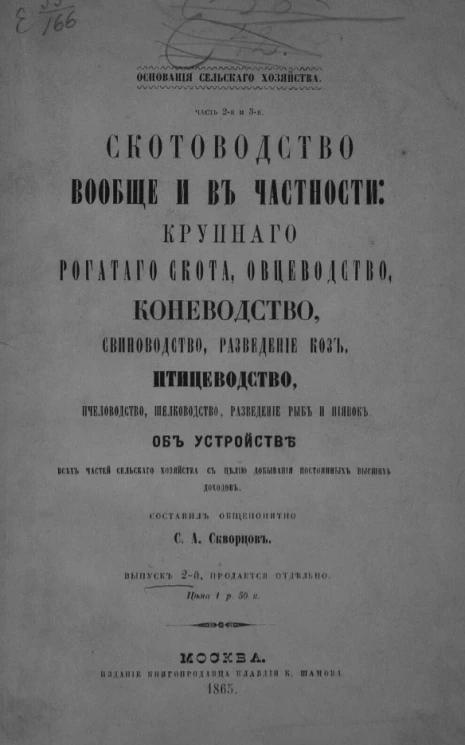 Е 166
ОСНОВАНІЯ СЕЛЬСКАГО ХОЗЯЙСТВА.
ЧАСТЬ 2-я и 3-я.
СКОТОВОДСТВО
ВООБЩЕ И ВЪ ЧАСТНОСТИ:
КРУПНАГО
РОГАТАГО СКОТА, ОВЦЕВОДСТВО,
КОНЕВОДСТВО,
СВИНОВОДСТВО, РАЗВЕДЕНІЕ КОЗЪ,
ПТИЦЕВОДСТВО,
ПЧЕЛОВОДСТВО, ШЕЛКОВОДСТВО, РАЗВЕДЕНІЕ РЫБЪ И ПІЯВОКЪ
ОБЪ УСТРОЙСТВѢ
ВСѢХЪ ЧАСТЕЙ СЕЛЬСКАГО ХОЗЯЙСТВА СЪ ЦѢЛІЮ ДОБЫВАНІЯ ПОСТОЯННЫХЪ ВЫСШИХЪ
ДОХОДОВЪ.
СОСТАВИЛЪ ОБЩЕПОНЯТНО
С. А. Скворцовъ.
ВЫПУСКЪ 2-й, ПРОДАЕТСЯ ОТДѢЛЬНО.
Цѣна 1 р. 50 к.
МОСКВА.
ИЗДАНІЕ КНИГОПРОДАВЦА КЛАВДІЯ К. ШАМОВА
1865.